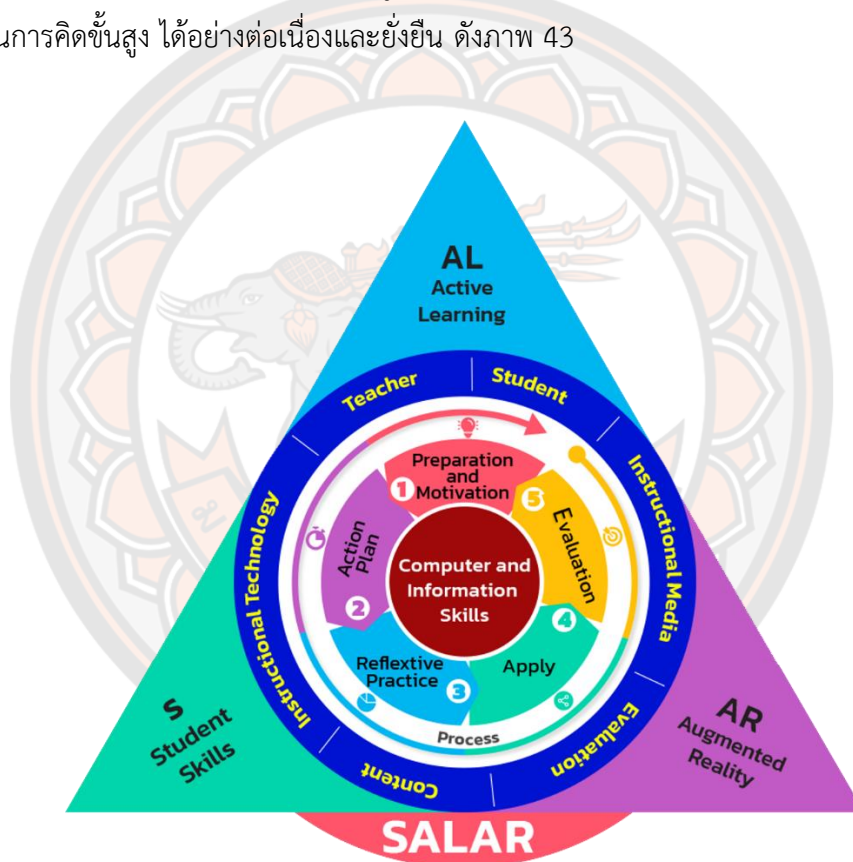 นการคิดขั้นสูง ได้อย่างต่อเนื่องและยั่งยืน ดังภาพ 43
AL
Active
Learning
Teacher
Student
Instructional Technology
Instructional Media
Content
Evaluation
Preparation
and
Motivation
1
Action
Plan
2
Reflextive
Practice
3
Apply
4
Evaluation
5
Computer and
Information
Skills
Process
S
Student
Skills
AR
Augmented
Reality
SALAR